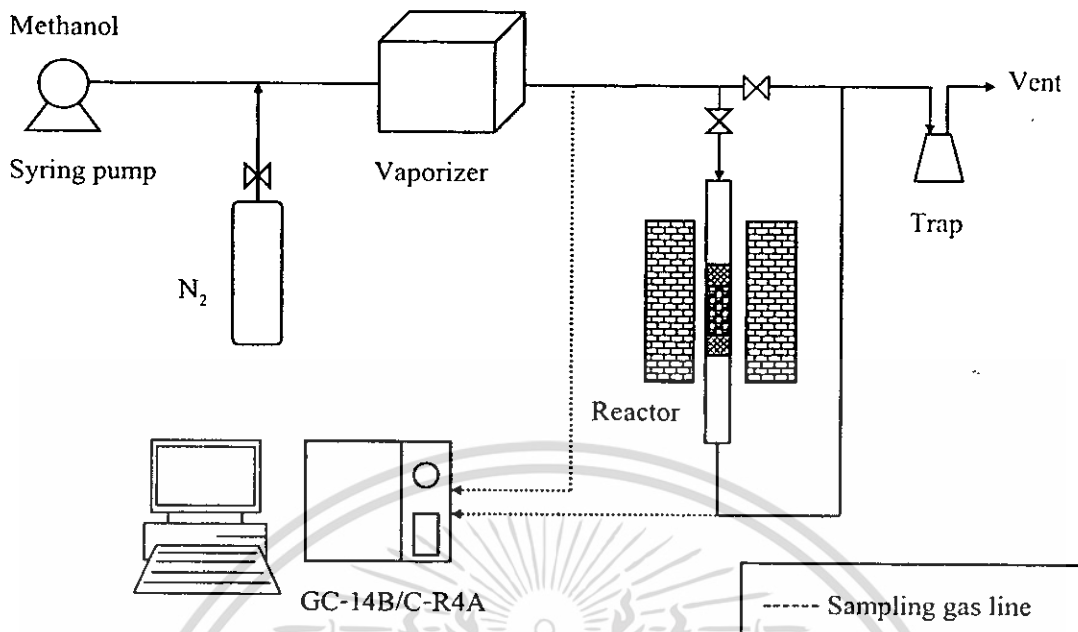 Methanol
Vent
Syring pump
Vaporizer
Trap
N₂
Reactor
GC-14B/C-R4A
Sampling gas line